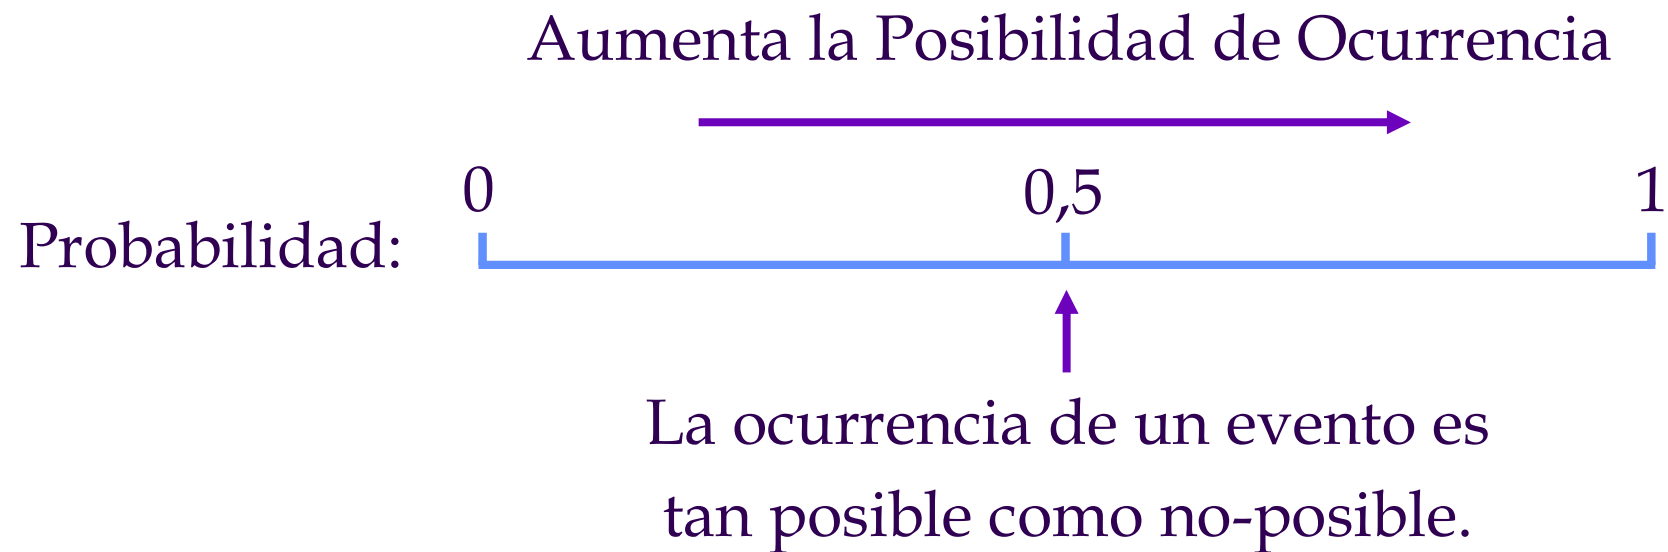 Aumenta la Posibilidad de Ocurrencia
0 0,5 1
Probabilidad:
La ocurrencia de un evento es
tan posible como no-posible.